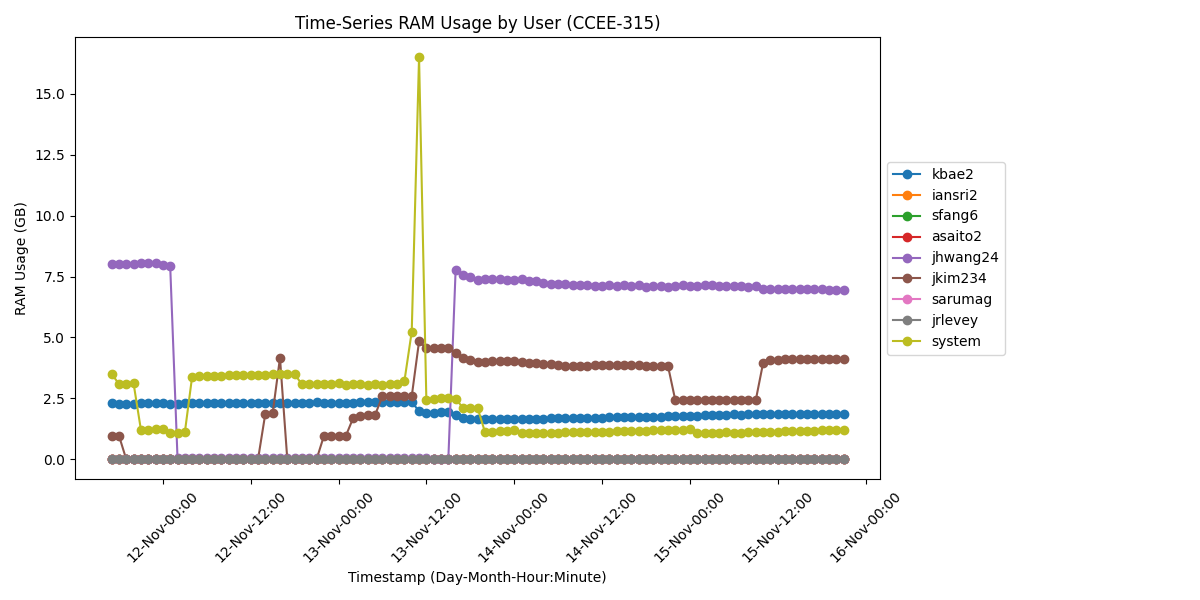 Time-Series RAM Usage by User (CCEE-315)
RAM Usage (GB)
15.0
12.5
10.0
7.5
5.0
2.5
0.0
12-Nov-00:00
12-Nov-12:00
13-Nov-00:00
13-Nov-12:00
14-Nov-00:00
14-Nov-12:00
15-Nov-00:00
15-Nov-12:00
16-Nov-00:00
Timestamp (Day-Month-Hour:Minute)
kbae2
iansri2
sfang6
asaito2
jhwang24
jkim234
sarumag
jrlevey
system